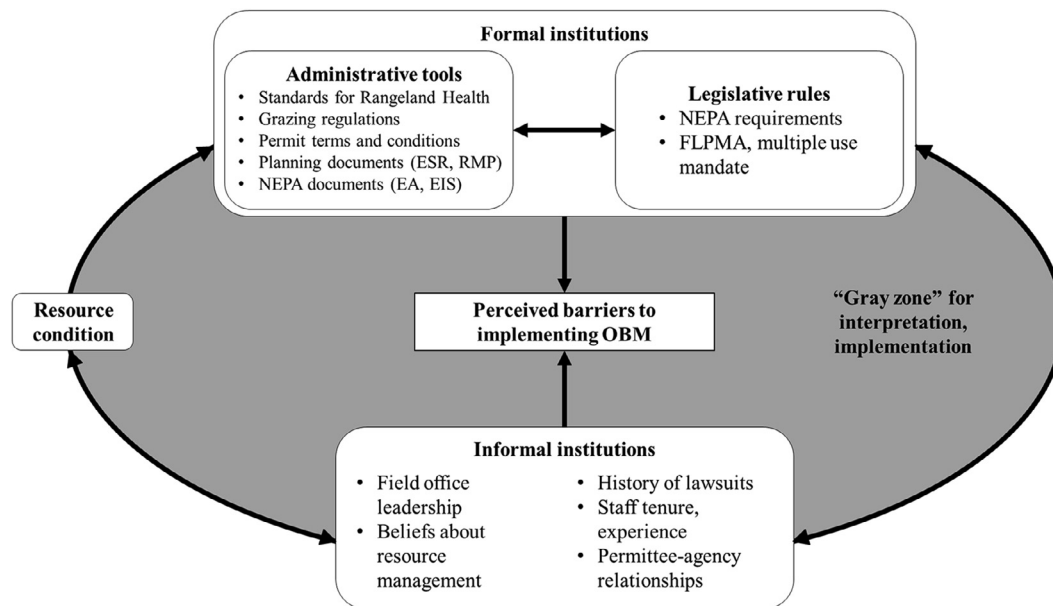 Formal institutions
Administrative tools
• Standards for Rangeland Health
• Grazing regulations
• Permit terms and conditions
• Planning documents (ESR, RMP)
• NEPA documents (EA, EIS)
Legislative rules
• NEPA requirements
• FLPMA, multiple use
mandate
Resource
condition
Perceived barriers to
implementing OBM
“Gray zone” for
interpretation,
implementation
Informal institutions
• Field office
leadership
• Beliefs about
resource
management
• History of lawsuits
• Staff tenure,
experience
• Permittee-agency
relationships